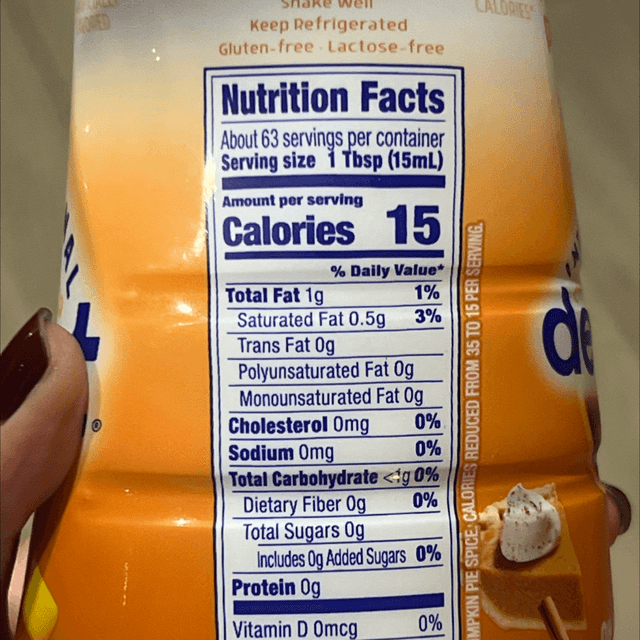 Shake Well
CALORIES*
Keep Refrigerated
Gluten-free · Lactose-free
Nutrition Facts
About 63 servings per container
Serving size 1 Tbsp (15mL)
Amount per serving
Calories 15
% Daily Value*
Total Fat 1g 1%
Saturated Fat 0.5g 3%
Trans Fat 0g
Polyunsaturated Fat 0g
Monounsaturated Fat 0g
Cholesterol 0mg 0%
Sodium 0mg 0%
Total Carbohydrate <1g 0%
Dietary Fiber 0g 0%
Total Sugars 0g
Includes 0g Added Sugars 0%
Protein 0g
Vitamin D 0mcg 0%
MPKIN PIE SPICE: CALORIES REDUCED FROM 35 TO 15 PER SERVING.
de
®